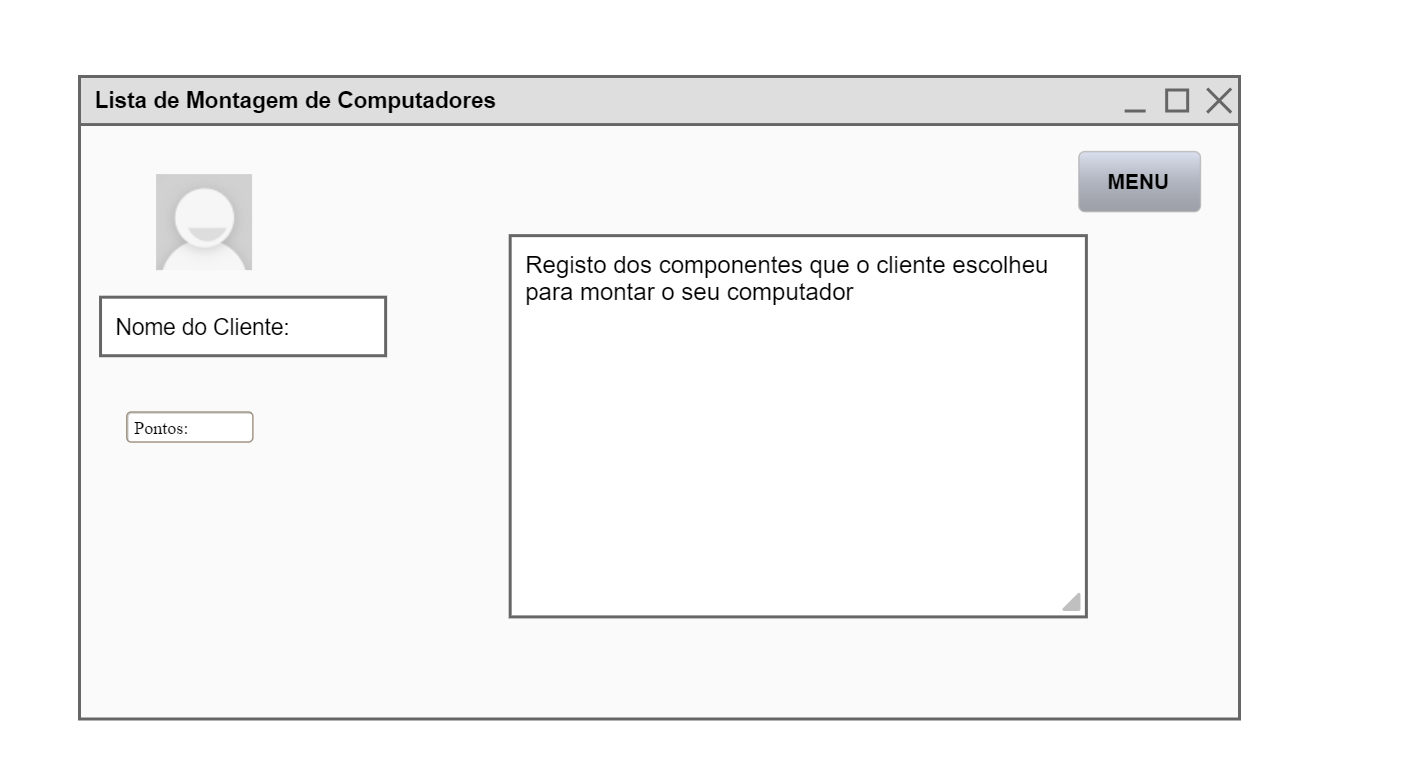 Lista de Montagem de Computadores
MENU
Registo dos componentes que o cliente escolheu
para montar o seu computador
Nome do Cliente:
Pontos: